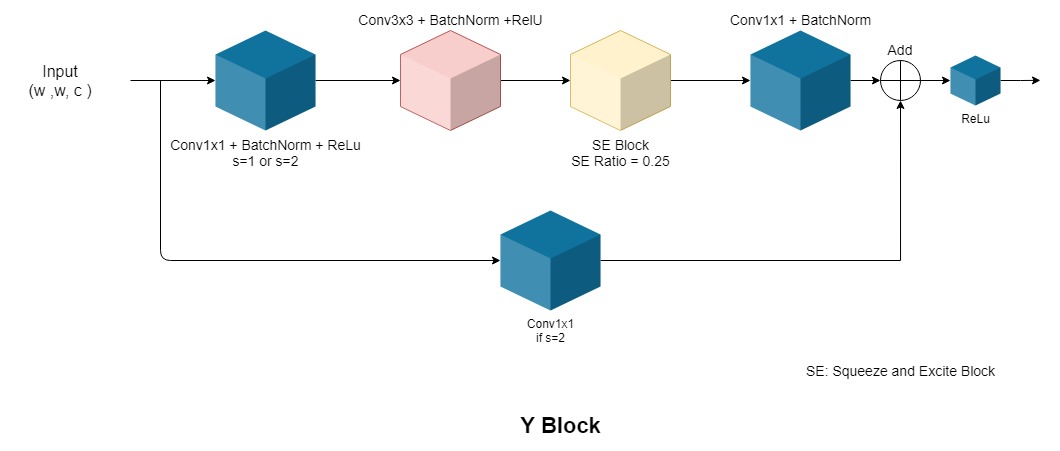 Conv3x3 + BatchNorm +RelU
Conv1x1 + BatchNorm
Add
Input
(w ,w, c )
ReLu
Conv1x1 + BatchNorm + ReLu
s=1 or s=2
SE Block
SE Ratio = 0.25
Conv1x1
if s=2
SE: Squeeze and Excite Block
Y Block